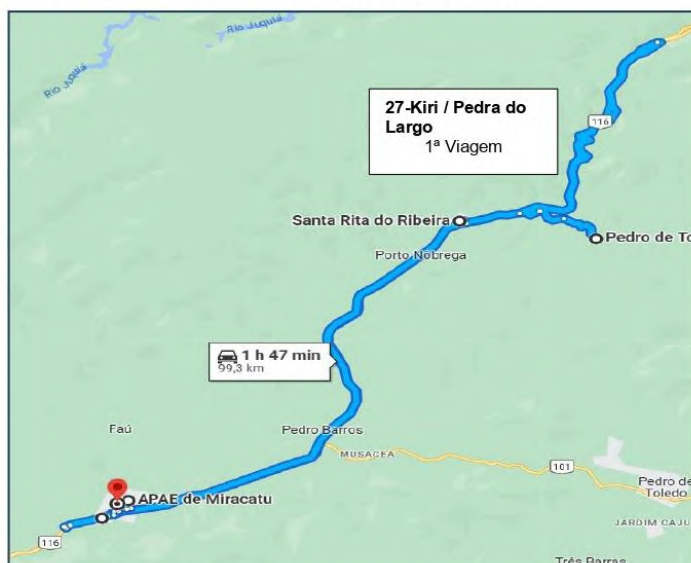 Rio Juquiá
Rio Juquiá
27-Kiri / Pedra do
Largo
1ª Viagem
116
Santa Rita do Ribeira
Pedro de To
Porto Nobrega
1 h 47 min
99,3 km
Faú
Pedro Barros
MUSACEA
101
Pedro de
Toledo
APAE de Miracatu
JARDIM CAJU
116
Três Barras